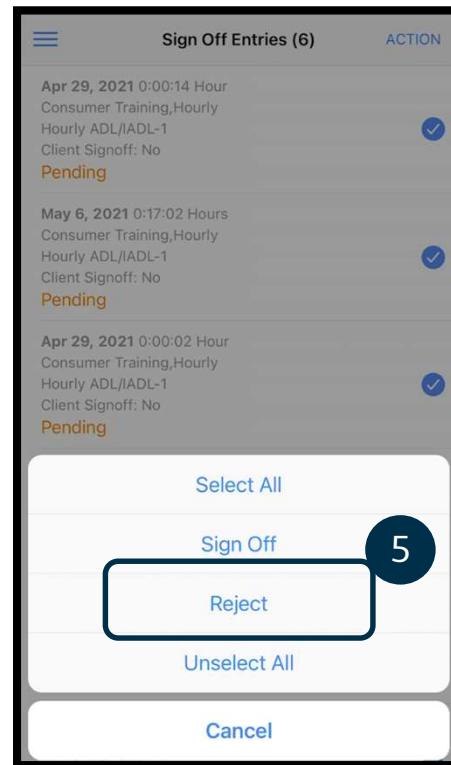 Sign Off Entries (6)
ACTION
Apr 29, 2021 0:00:14 Hour
Consumer Training,Hourly
Hourly ADL/IADL-1
Client Signoff: No
Pending
May 6, 2021 0:17:02 Hours
Consumer Training,Hourly
Hourly ADL/IADL-1
Client Signoff: No
Pending
Apr 29, 2021 0:00:02 Hour
Consumer Training,Hourly
Hourly ADL/IADL-1
Client Signoff: No
Pending
Select All
Sign Off
5
Reject
Unselect All
Cancel